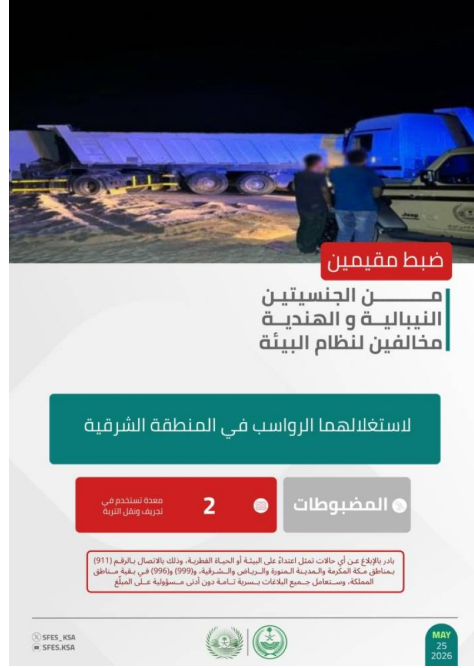 ضبط مقيمين
مـــــــن الجنسيتين
النيبالية و الهندية
مخالفين لنظام البيئة
لاستغلالهما الرواسب في المنطقة الشرقية
المضبوطات
2
معدة تستخدم في
تجريف ونقل التربة
بادر بالإبلاغ عن أي حالات تمثل اعتداءً على البيئة أو الحياة الفطرية، وذلك بالاتصال بالرقم (911)
بمناطق مكة المكرمة والمدينة المنورة والرياض والشرقية، و(999) و(996) في بقية مناطق
المملكة، وستعامل جميع البلاغات بسرية تامة دون أدنى مسؤولية على المبلّغ
SFES_KSA
SFES.KSA
MAY
25
2026